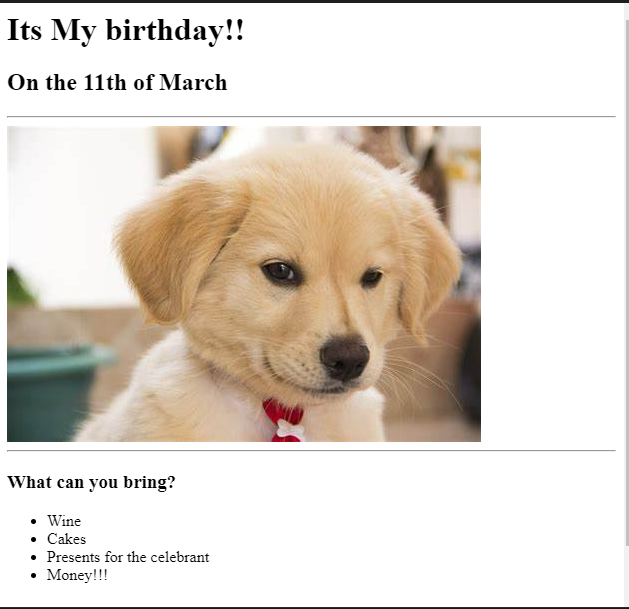 Its My birthday!!
On the 11th of March
What can you bring?
Wine
Cakes
Presents for the celebrant
Money!!!